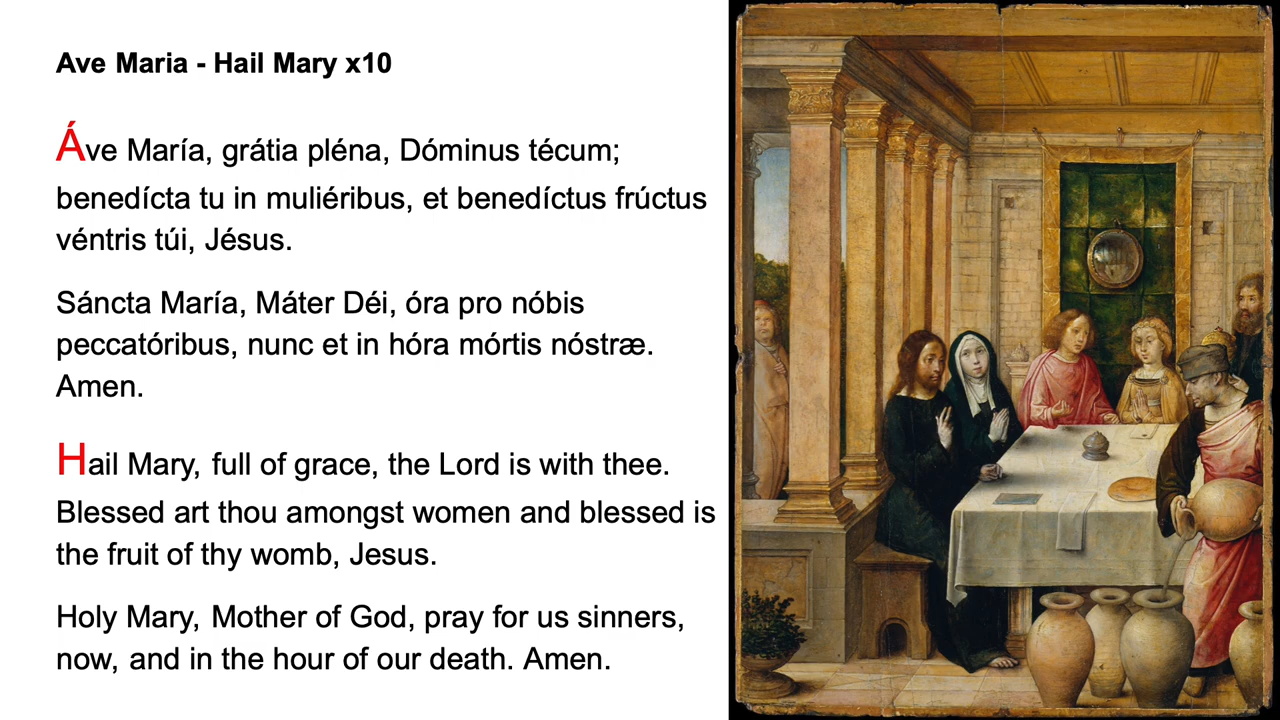 Ave Maria - Hail Mary x10
Áve María, grátia pléna, Dóminus técum;
benedícta tu in muliéribus, et benedíctus frúctus
véntris túi, Jésus.
Sáncta María, Máter Déi, óra pro nóbis
peccatóribus, nunc et in hóra mórtis nóstræ.
Amen.
Hail Mary, full of grace, the Lord is with thee.
Blessed art thou amongst women and blessed is
the fruit of thy womb, Jesus.
Holy Mary, Mother of God, pray for us sinners,
now, and in the hour of our death. Amen.